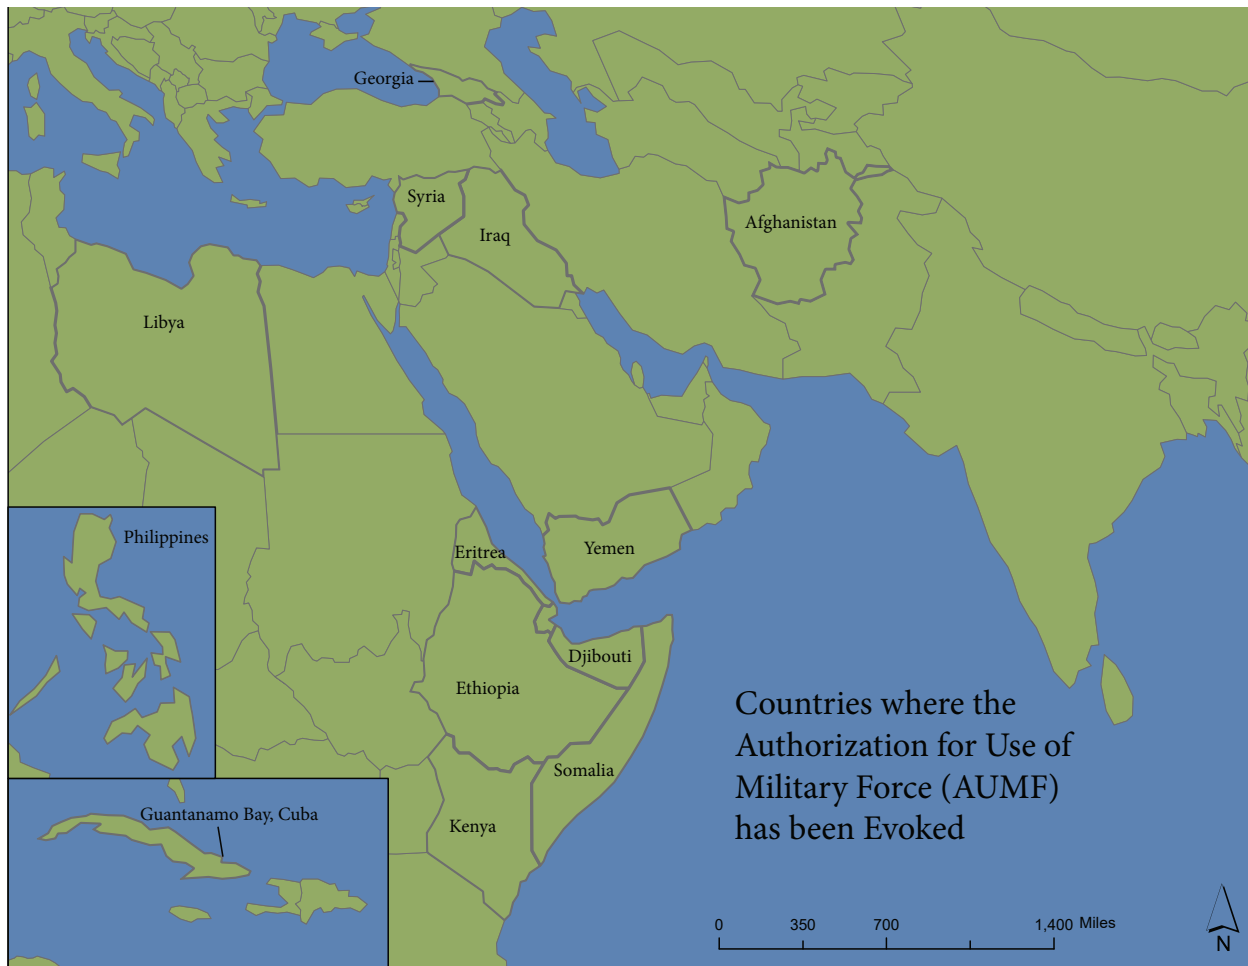 Georgia
Syria
Iraq
Afghanistan
Libya
Philippines
Eritrea
Yemen
Djibouti
Ethiopia
Somalia
Kenya
Guantanamo Bay, Cuba
Countries where the
Authorization for Use of
Military Force (AUMF)
has been Evoked
0 350 700 1,400 Miles
N